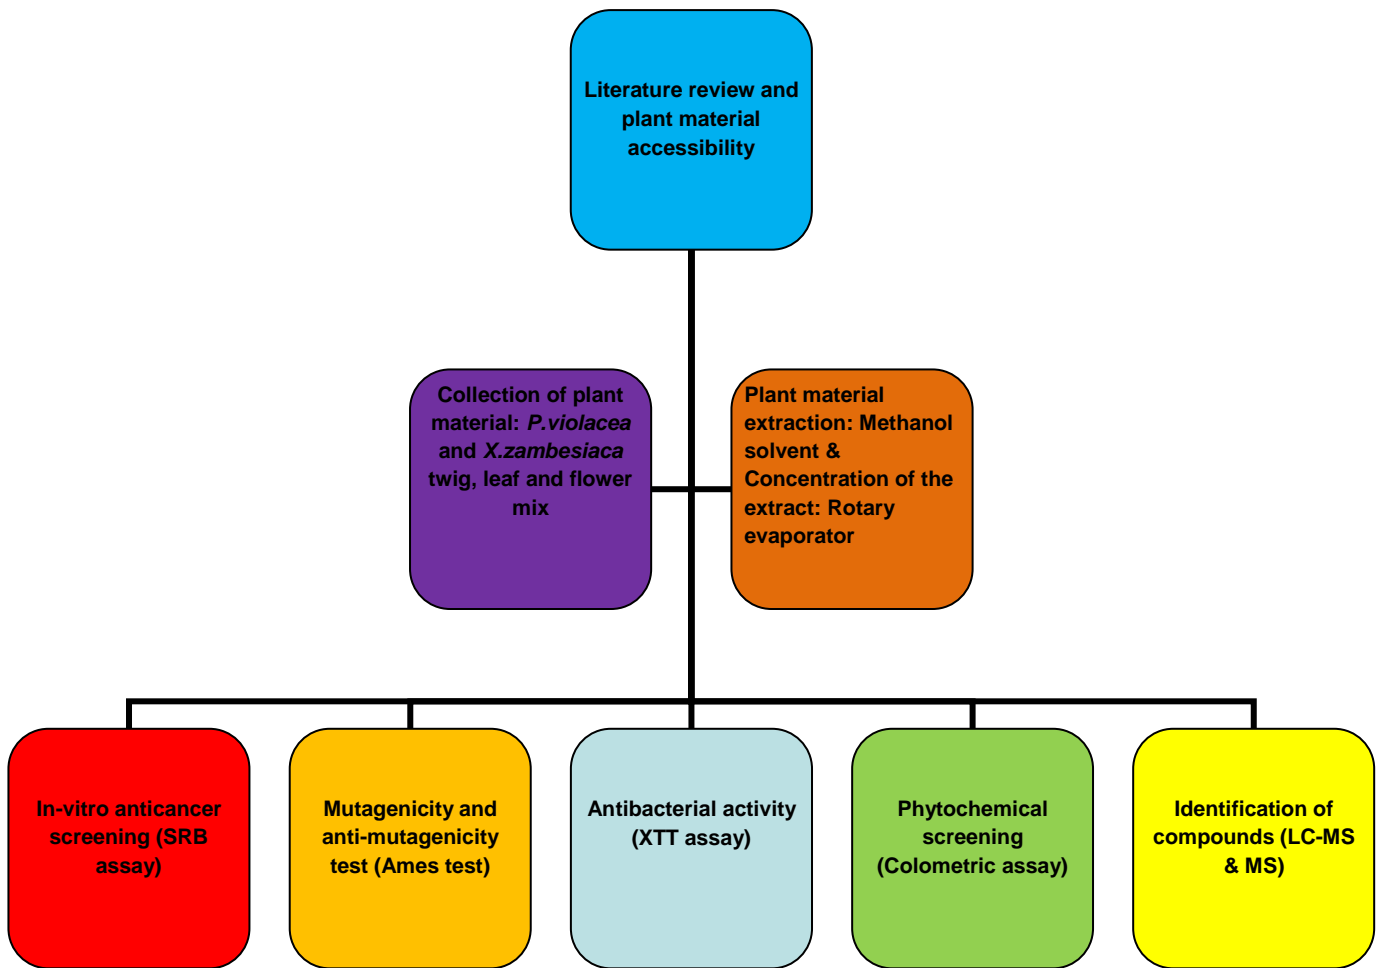 Literature review and
plant material
accessibility
Collection of plant
material: P.violacea
and X.zambesiaca
twig, leaf and flower
mix
Plant material
extraction: Methanol
solvent &
Concentration of the
extract: Rotary
evaporator
In-vitro anticancer
screening (SRB
assay)
Mutagenicity and
anti-mutagenicity
test (Ames test)
Antibacterial activity
(XTT assay)
Phytochemical
screening
(Colometric assay)
Identification of
compounds (LC-MS
& MS)